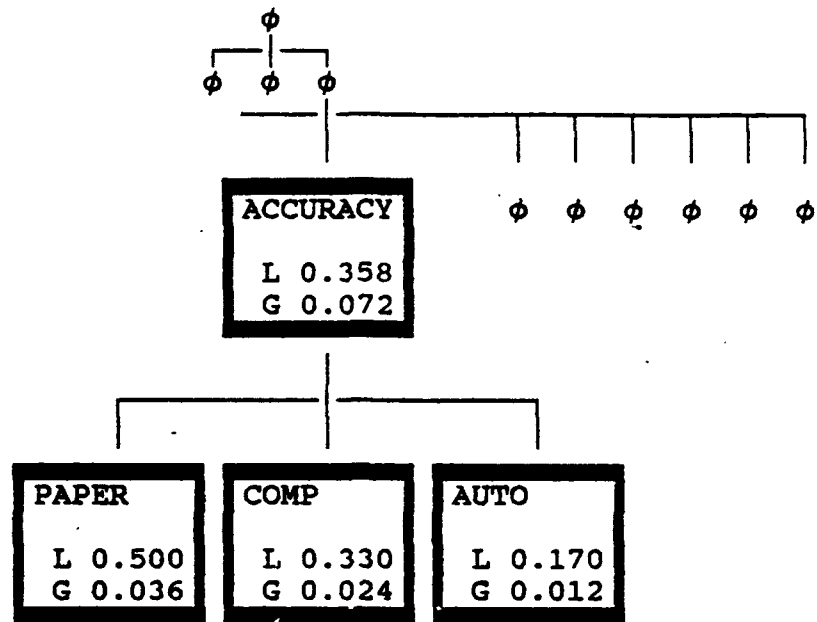 φ
φ φ φ
φ φ φ φ φ φ
ACCURACY
L 0.358
G 0.072
PAPER
L 0.500
G 0.036
COMP
L 0.330
G 0.024
AUTO
L 0.170
G 0.012